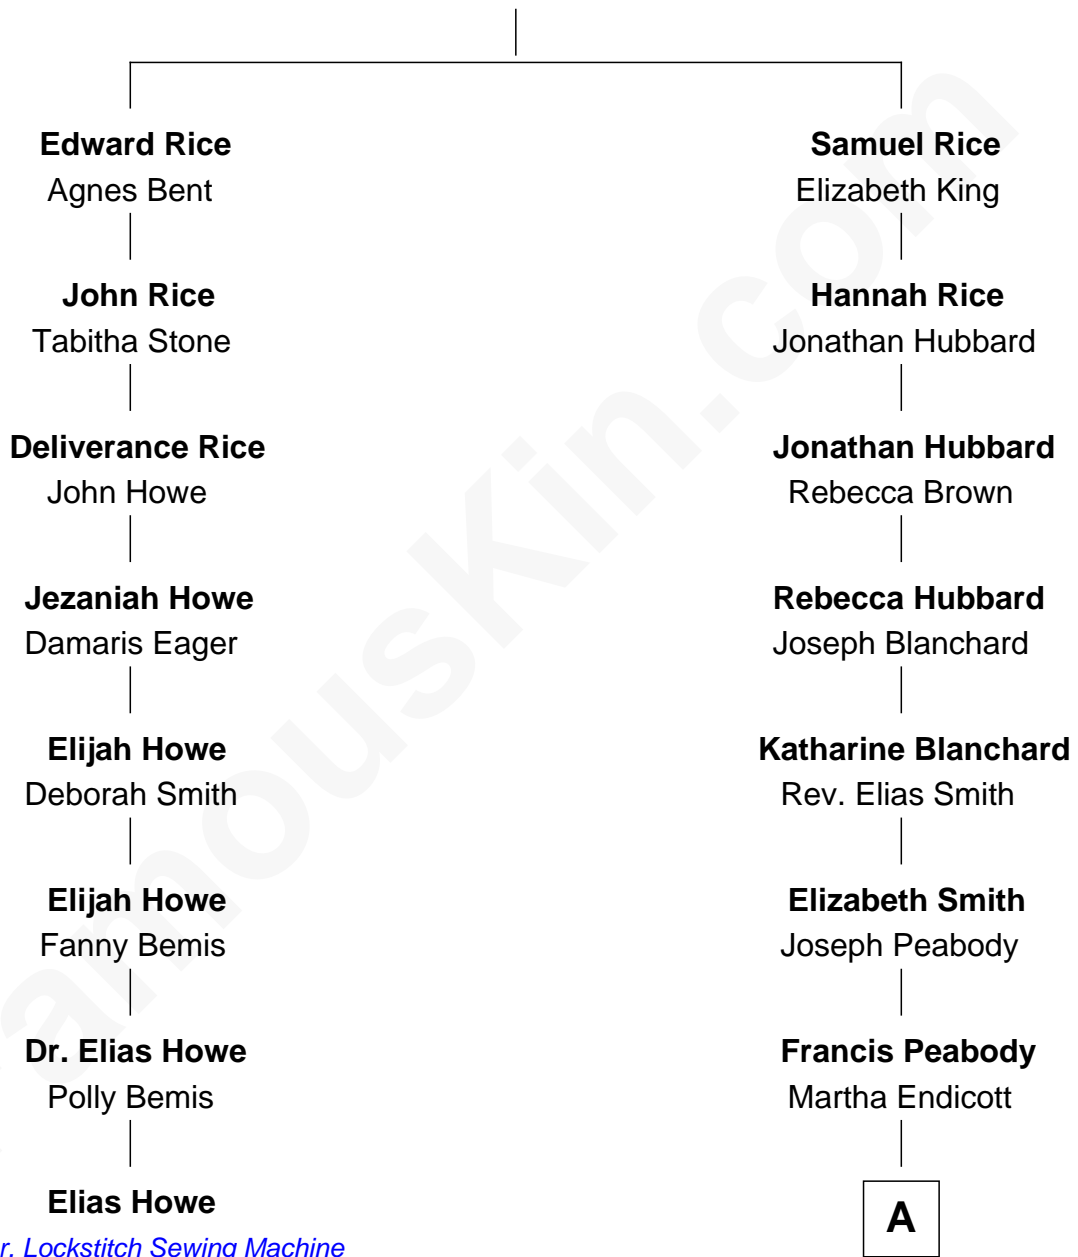 Edward Rice
Agnes Bent
John Rice
Tabitha Stone
Deliverance Rice
John Howe
Jezaniah Howe
Damaris Eager
Elijah Howe
Deborah Smith
Elijah Howe
Fanny Bemis
Dr. Elias Howe
Polly Bemis
Elias Howe
r. Lockstitch Sewing Machine
Samuel Rice
Elizabeth King
Hannah Rice
Jonathan Hubbard
Jonathan Hubbard
Rebecca Brown
Rebecca Hubbard
Joseph Blanchard
Katharine Blanchard
Rev. Elias Smith
Elizabeth Smith
Joseph Peabody
Francis Peabody
Martha Endicott
A
amouskin.com